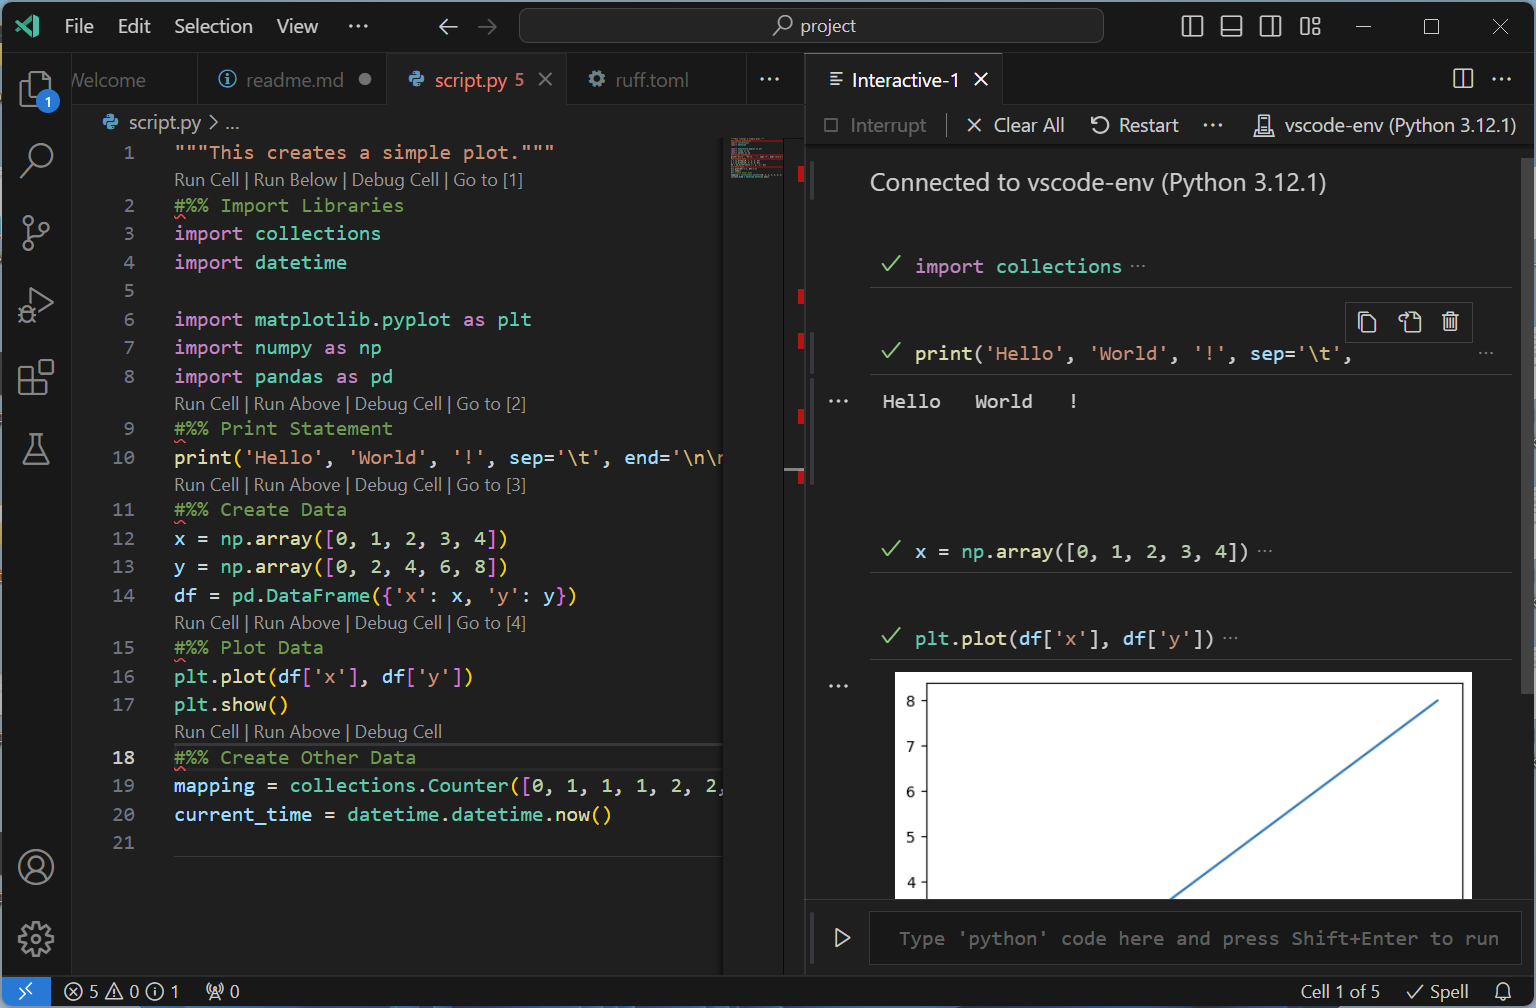 File Edit Selection View ··· project
Welcome readme.md script.py 5 ruff.toml ···
script.py > ...
1 """This creates a simple plot."""
Run Cell | Run Below | Debug Cell | Go to [1]
2 #%% Import Libraries
3 import collections
4 import datetime
5
6 import matplotlib.pyplot as plt
7 import numpy as np
8 import pandas as pd
Run Cell | Run Above | Debug Cell | Go to [2]
9 #%% Print Statement
10 print('Hello', 'World', '!', sep='\t', end='\n\n
Run Cell | Run Above | Debug Cell | Go to [3]
11 #%% Create Data
12 x = np.array([0, 1, 2, 3, 4])
13 y = np.array([0, 2, 4, 6, 8])
14 df = pd.DataFrame({'x': x, 'y': y})
Run Cell | Run Above | Debug Cell | Go to [4]
15 #%% Plot Data
16 plt.plot(df['x'], df['y'])
17 plt.show()
Run Cell | Run Above | Debug Cell
18 #%% Create Other Data
19 mapping = collections.Counter([0, 1, 1, 1, 2, 2,
20 current_time = datetime.datetime.now()
21
Interactive-1
Interrupt | Clear All Restart ··· vscode-env (Python 3.12.1)
Connected to vscode-env (Python 3.12.1)
import collections ···
print('Hello', 'World', '!', sep='\t', ···
··· Hello World !
x = np.array([0, 1, 2, 3, 4]) ···
plt.plot(df['x'], df['y']) ···
8
7
6
5
4
Type 'python' code here and press Shift+Enter to run
1
5 0 1 0 Cell 1 of 5 Spell